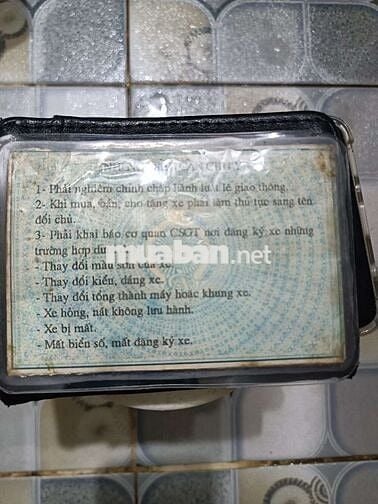 NHỮNG ĐIỀU CẦN CHÚ Ý
1- Phải nghiêm chỉnh chấp hành luật lệ giao thông.
2- Khi mua, bán, cho tặng xe phải làm thủ tục sang tên
đổi chủ.
3- Phải khai báo cơ quan CSGT nơi đăng ký xe những
trường hợp
- Thay đổi màu sơn của xe.
- Thay đổi kiểu, dáng xe.
- Thay đổi tổng thành máy hoặc khung xe.
- Xe hỏng, nát không lưu hành.
- Xe bị mất.
- Mất biển số, mất đăng ký xe.
muaban.net